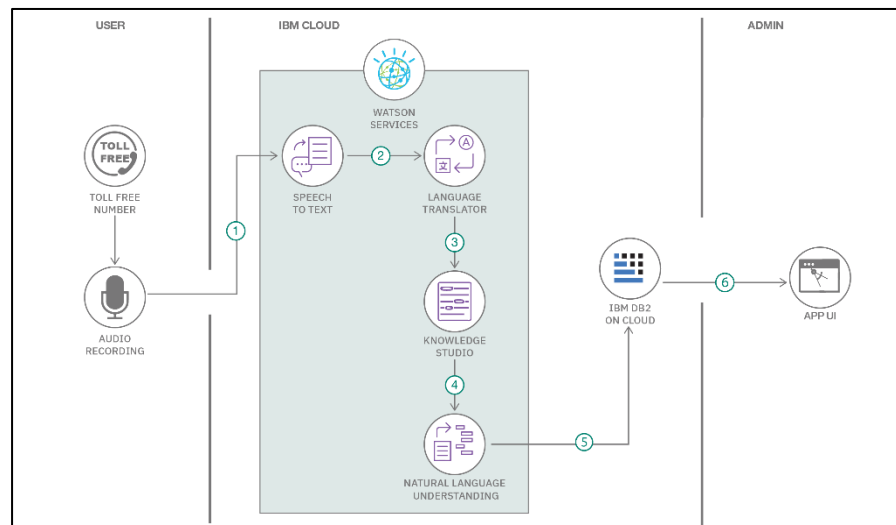 USER
IBM CLOUD
ADMIN
WATSON
SERVICES
TOLL
FREE
TOLL FREE
NUMBER
1
AUDIO
RECORDING
SPEECH
TO TEXT
2
A
文
LANGUAGE
TRANSLATOR
3
KNOWLEDGE
STUDIO
4
NATURAL LANGUAGE
UNDERSTANDING
5
IBM DB2
ON CLOUD
6
APP UI